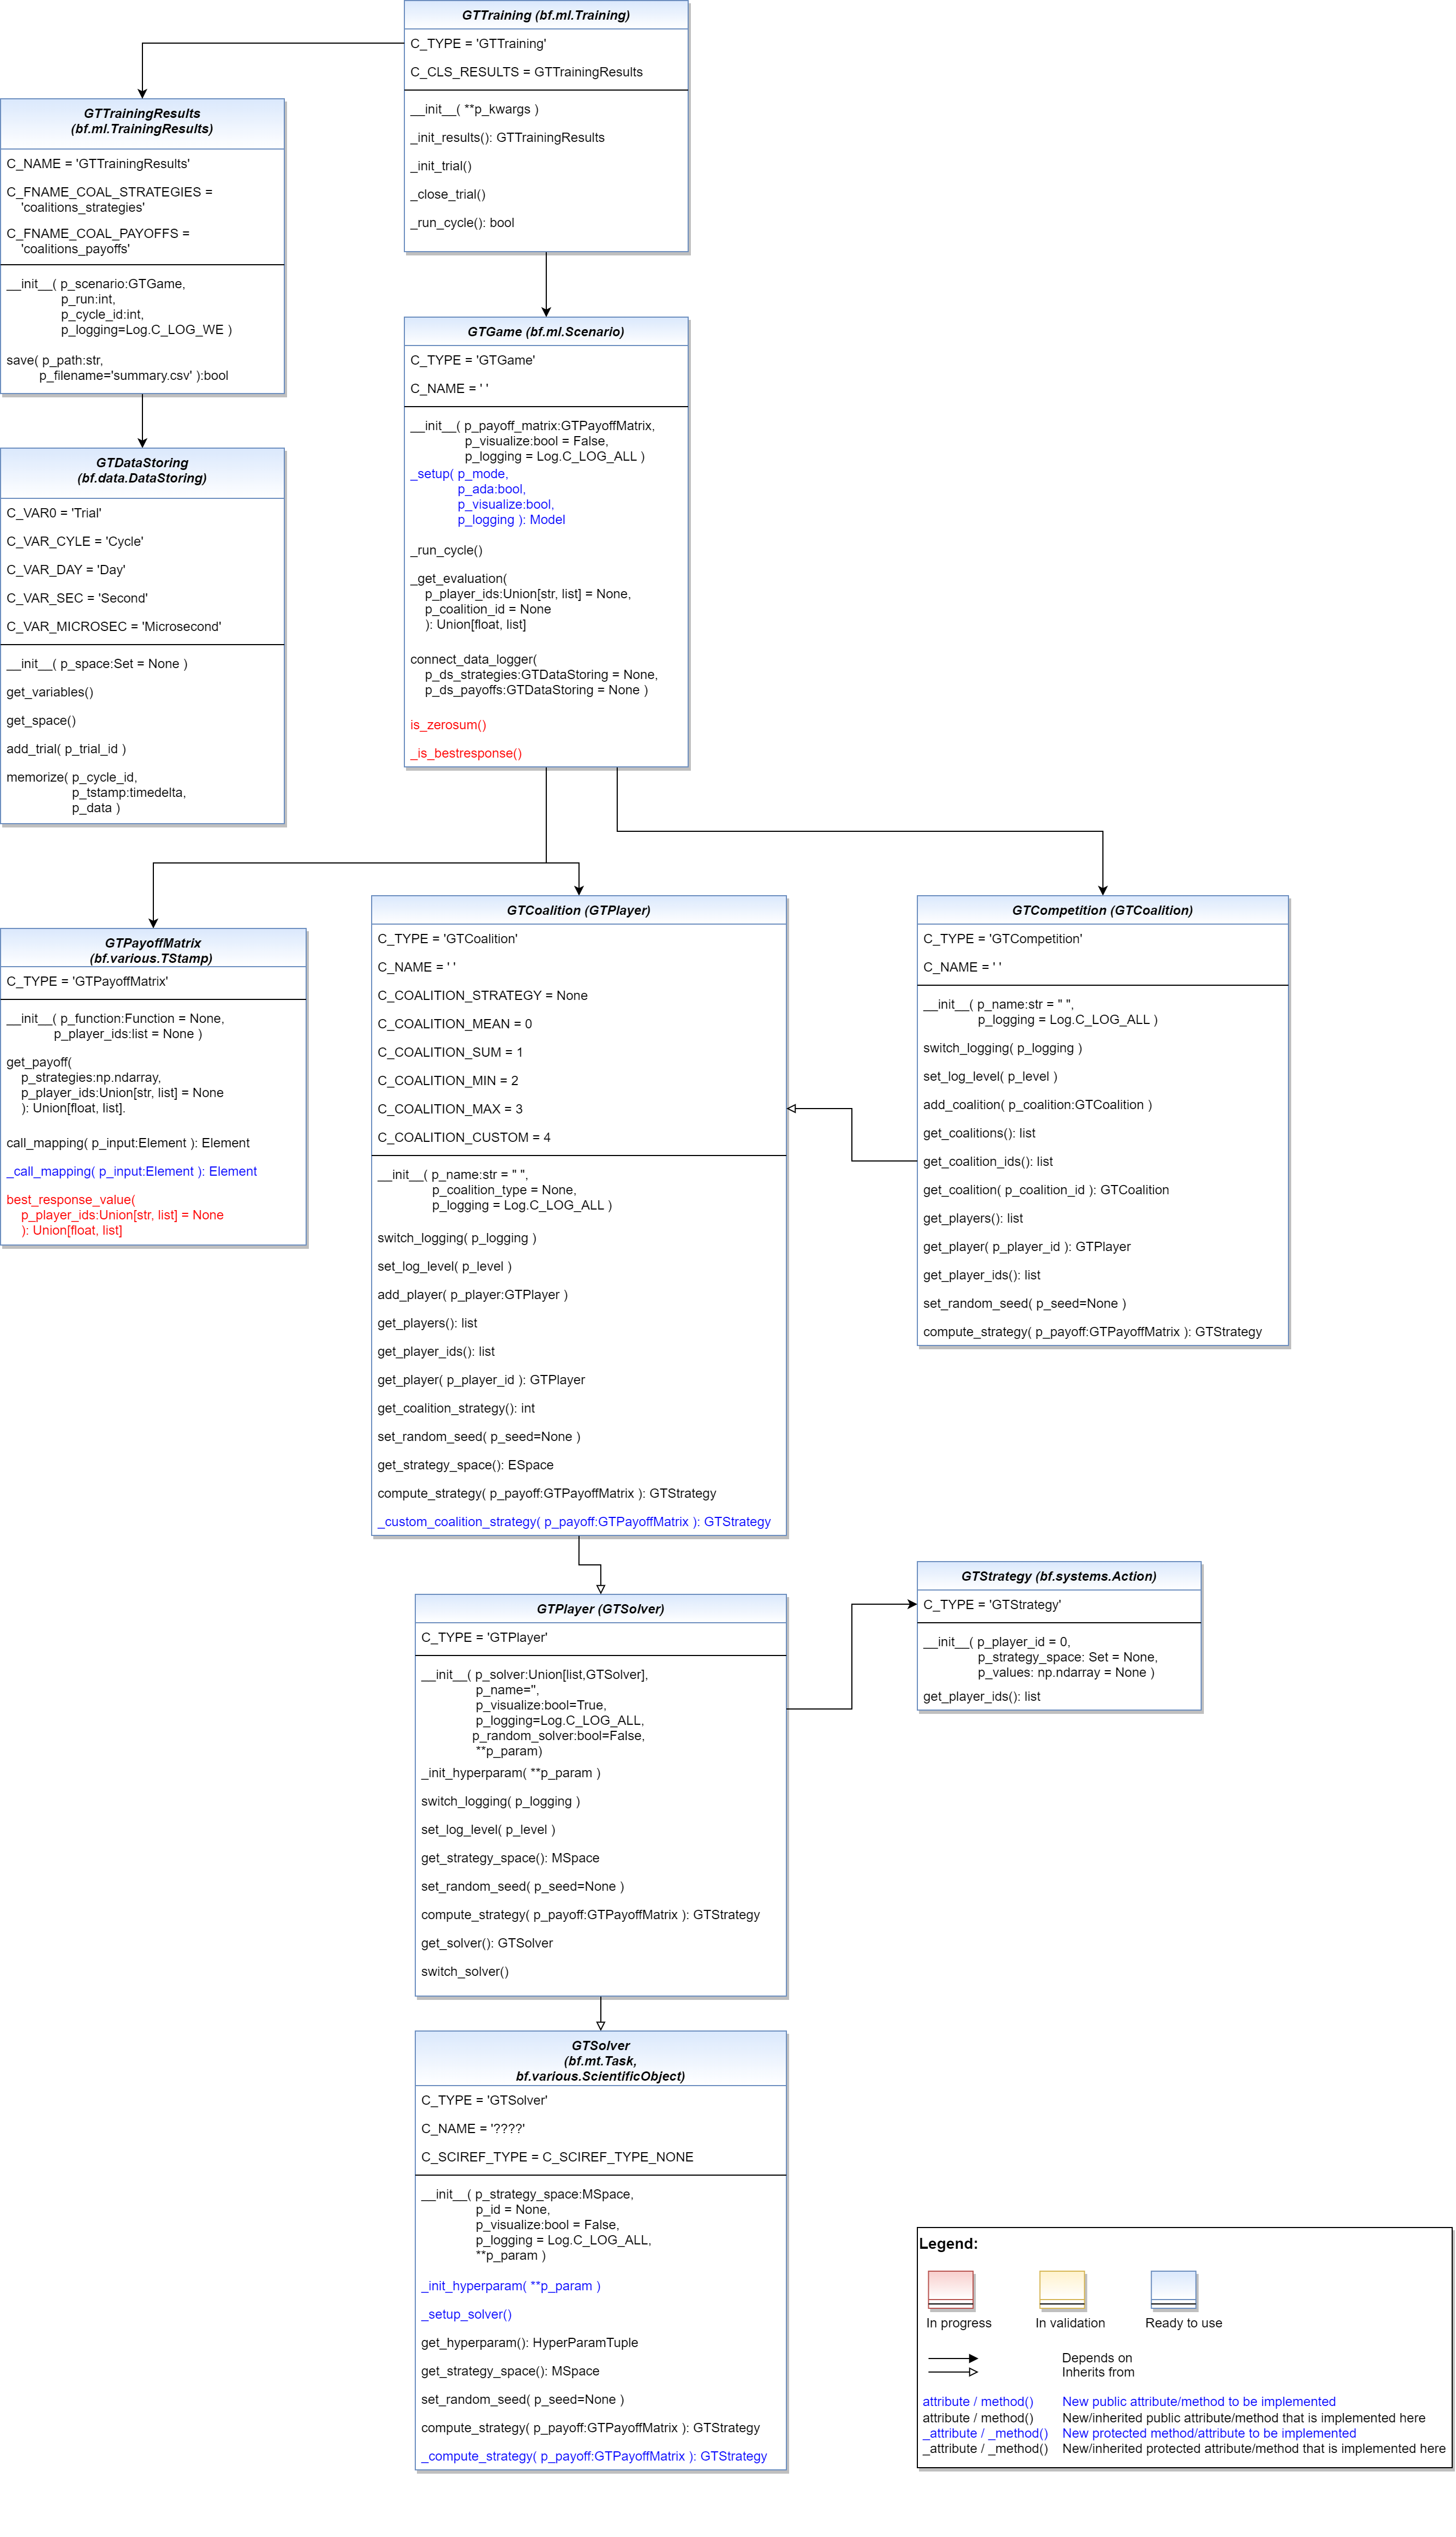 GTTraining (bf.ml.Training)
C_TYPE = 'GTTraining'
C_CLS_RESULTS = GTTrainingResults
__init__( **p_kwargs )
_init_results(): GTTrainingResults
_init_trial()
_close_trial()
_run_cycle(): bool
GTTrainingResults
(bf.ml.TrainingResults)
C_NAME = 'GTTrainingResults'
C_FNAME_COAL_STRATEGIES =
'coalitions_strategies'
C_FNAME_COAL_PAYOFFS =
'coalitions_payoffs'
__init__( p_scenario:GTGame,
p_run:int,
p_cycle_id:int,
p_logging=Log.C_LOG_WE )
save( p_path:str,
p_filename='summary.csv' ):bool
GTGame (bf.ml.Scenario)
C_TYPE = 'GTGame'
C_NAME = ' '
__init__( p_payoff_matrix:GTPayoffMatrix,
p_visualize:bool = False,
p_logging = Log.C_LOG_ALL )
_setup( p_mode,
p_ada:bool,
p_visualize:bool,
p_logging ): Model
_run_cycle()
_get_evaluation(
p_player_ids:Union[str, list] = None,
p_coalition_id = None
): Union[float, list]
connect_data_logger(
p_ds_strategies:GTDataStoring = None,
p_ds_payoffs:GTDataStoring = None )
is_zerosum()
_is_bestresponse()
GTDataStoring
(bf.data.DataStoring)
C_VAR0 = 'Trial'
C_VAR_CYLE = 'Cycle'
C_VAR_DAY = 'Day'
C_VAR_SEC = 'Second'
C_VAR_MICROSEC = 'Microsecond'
__init__( p_space:Set = None )
get_variables()
get_space()
add_trial( p_trial_id )
memorize( p_cycle_id,
p_tstamp:timedelta,
p_data )
GTPayoffMatrix
(bf.various.TStamp)
C_TYPE = 'GTPayoffMatrix'
__init__( p_function:Function = None,
p_player_ids:list = None )
get_payoff(
p_strategies:np.ndarray,
p_player_ids:Union[str, list] = None
): Union[float, list].
call_mapping( p_input:Element ): Element
_call_mapping( p_input:Element ): Element
best_response_value(
p_player_ids:Union[str, list] = None
): Union[float, list]
GTCoalition (GTPlayer)
C_TYPE = 'GTCoalition'
C_NAME = ' '
C_COALITION_STRATEGY = None
C_COALITION_MEAN = 0
C_COALITION_SUM = 1
C_COALITION_MIN = 2
C_COALITION_MAX = 3
C_COALITION_CUSTOM = 4
__init__( p_name:str = " ",
p_coalition_type = None,
p_logging = Log.C_LOG_ALL )
switch_logging( p_logging )
set_log_level( p_level )
add_player( p_player:GTPlayer )
get_players(): list
get_player_ids(): list
get_player( p_player_id ): GTPlayer
get_coalition_strategy(): int
set_random_seed( p_seed=None )
get_strategy_space(): ESpace
compute_strategy( p_payoff:GTPayoffMatrix ): GTStrategy
_custom_coalition_strategy( p_payoff:GTPayoffMatrix ): GTStrategy
GTCompetition (GTCoalition)
C_TYPE = 'GTCompetition'
C_NAME = ' '
__init__( p_name:str = " ",
p_logging = Log.C_LOG_ALL )
switch_logging( p_logging )
set_log_level( p_level )
add_coalition( p_coalition:GTCoalition )
get_coalitions(): list
get_coalition_ids(): list
get_coalition( p_coalition_id ): GTCoalition
get_players(): list
get_player( p_player_id ): GTPlayer
get_player_ids(): list
set_random_seed( p_seed=None )
compute_strategy( p_payoff:GTPayoffMatrix ): GTStrategy
GTPlayer (GTSolver)
C_TYPE = 'GTPlayer'
__init__( p_solver:Union[list,GTSolver],
p_name='',
p_visualize:bool=True,
p_logging=Log.C_LOG_ALL,
p_random_solver:bool=False,
**p_param)
_init_hyperparam( **p_param )
switch_logging( p_logging )
set_log_level( p_level )
get_strategy_space(): MSpace
set_random_seed( p_seed=None )
compute_strategy( p_payoff:GTPayoffMatrix ): GTStrategy
get_solver(): GTSolver
switch_solver()
GTStrategy (bf.systems.Action)
C_TYPE = 'GTStrategy'
__init__( p_player_id = 0,
p_strategy_space: Set = None,
p_values: np.ndarray = None )
get_player_ids(): list
GTSolver
(bf.mt.Task,
bf.various.ScientificObject)
C_TYPE = 'GTSolver'
C_NAME = '????'
C_SCIREF_TYPE = C_SCIREF_TYPE_NONE
__init__( p_strategy_space:MSpace,
p_id = None,
p_visualize:bool = False,
p_logging = Log.C_LOG_ALL,
**p_param )
_init_hyperparam( **p_param )
_setup_solver()
get_hyperparam(): HyperParamTuple
get_strategy_space(): MSpace
set_random_seed( p_seed=None )
compute_strategy( p_payoff:GTPayoffMatrix ): GTStrategy
_compute_strategy( p_payoff:GTPayoffMatrix ): GTStrategy
Legend:
In progress
In validation
Ready to use
Depends on
Inherits from
attribute / method() New public attribute/method to be implemented
attribute / method() New/inherited public attribute/method that is implemented here
_attribute / _method() New protected method/attribute to be implemented
_attribute / _method() New/inherited protected attribute/method that is implemented here